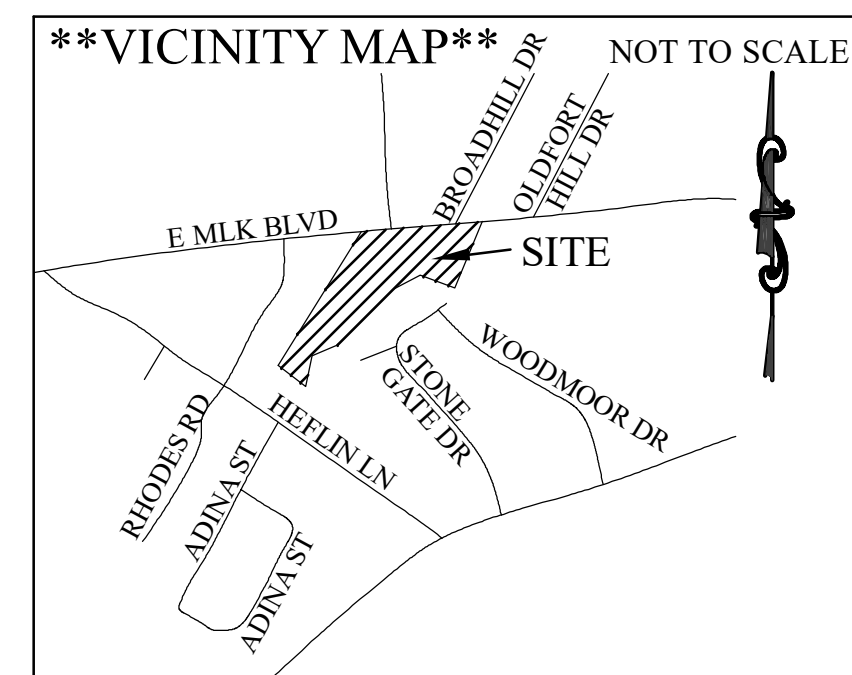 **VICINITY MAP**
NOT TO SCALE
BROADHILL DR
OLDFORT
HILL DR
E MLK BLVD
SITE
WOODMOOR DR
STONE
GATE DR
HEFLIN LN
RHODES RD
ADINA ST
ADINA ST